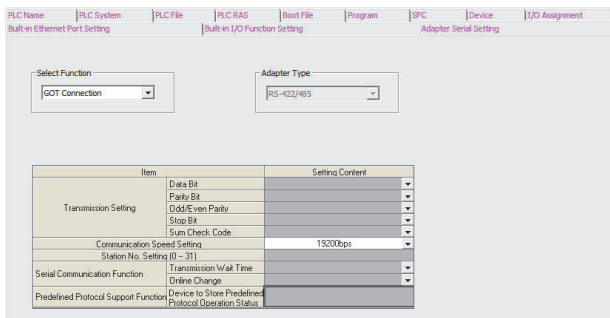 PLC Name PLC System PLC File PLC RAS Boot File Program SFC Device I/O Assignment
Built-in Ethernet Port Setting Built-in I/O Function Setting Adapter Serial Setting
Select Function Adapter Type
GOT Connection RS-422/485
Item Setting Content
Transmission Setting Data Bit
Parity Bit
Odd/Even Parity
Stop Bit
Sum Check Code
Communication Speed Setting 19200bps
Station No. Setting (0 -- 31)
Serial Communication Function Transmission Wait Time
Online Change
Predefined Protocol Support Function Device to Store Predefined
Protocol Operation Status